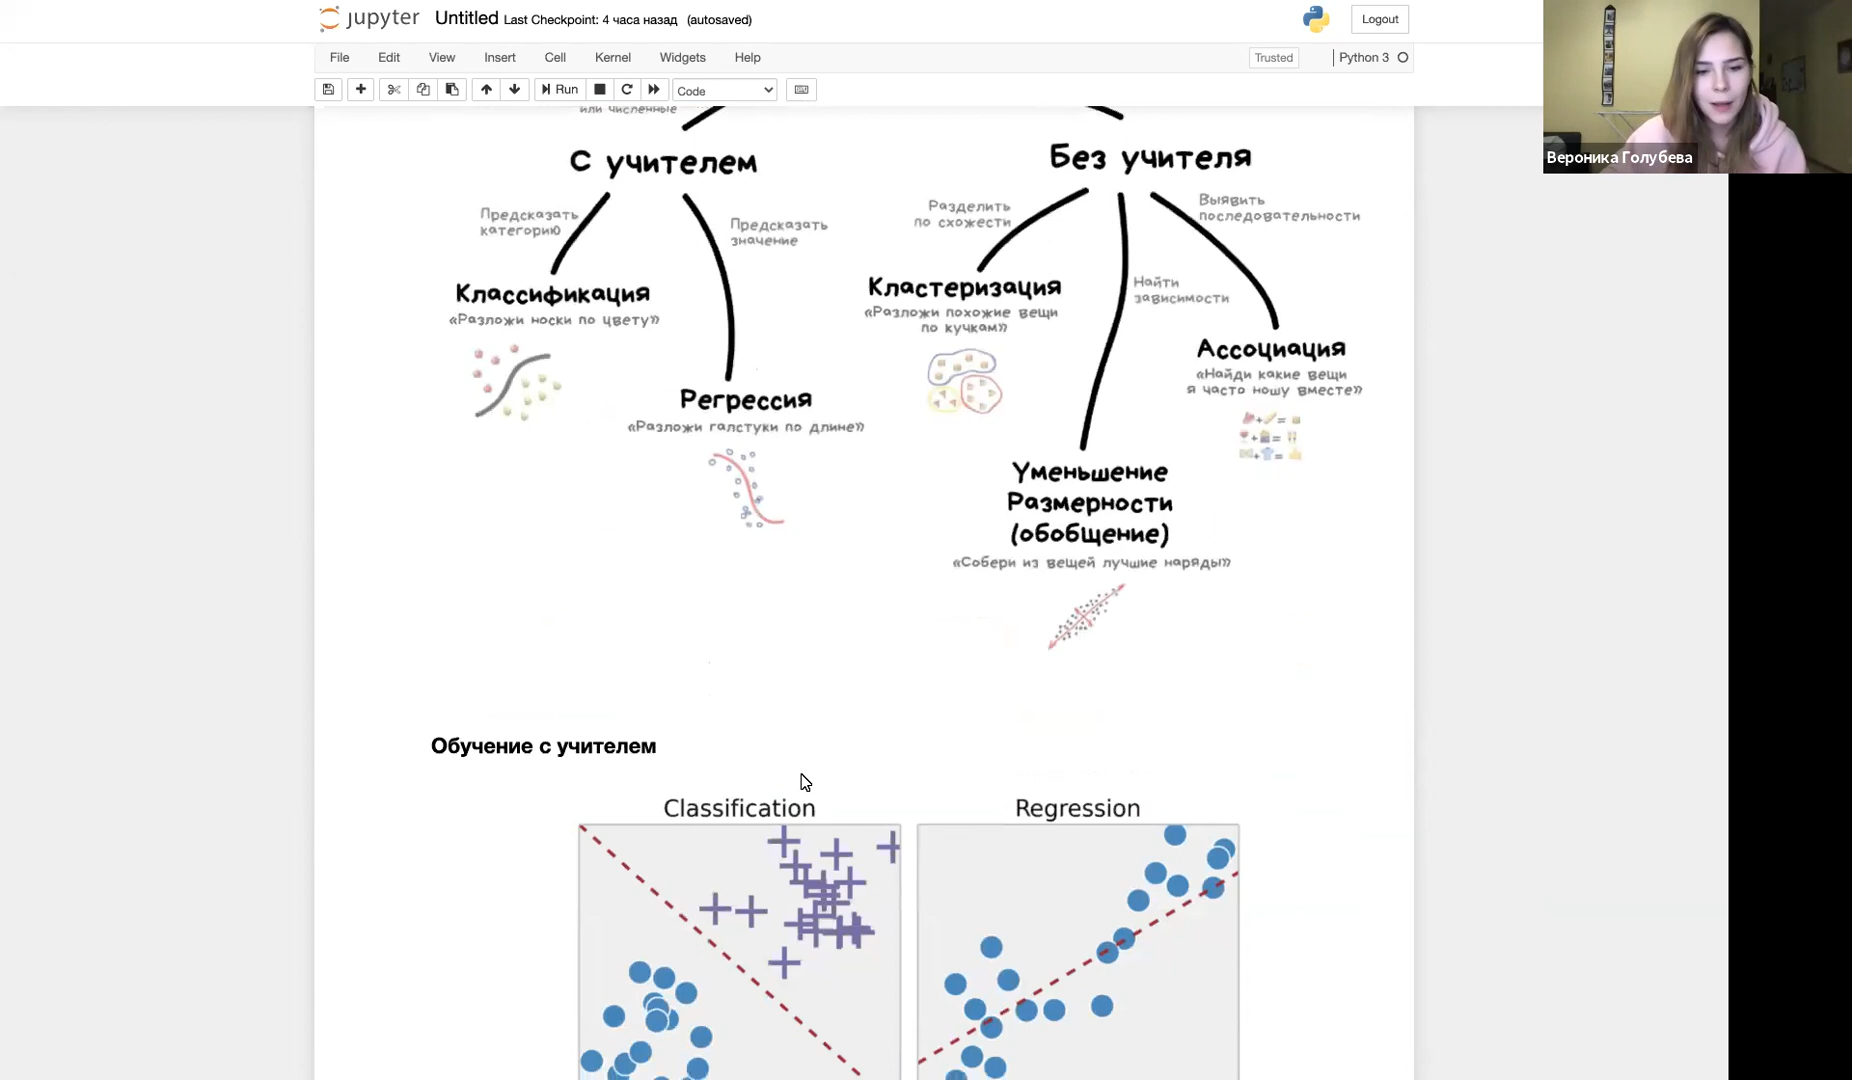 jupyter Untitled Last Checkpoint: 4 часа назад (autosaved)
Logout
File Edit View Insert Cell Kernel Widgets Help
Trusted Python 3
Run Code
или численные
С учителем
Без учителя
Предсказать
категорию
Предсказать
значение
Разделить
по схожести
Выявить
последовательности
Найти
зависимости
Классификация
«Разложи носки по цвету»
Регрессия
«Разложи галстуки по длине»
Кластеризация
«Разложи похожие вещи
по кучкам»
Ассоциация
«Найди какие вещи
я часто ношу вместе»
Уменьшение
Размерности
(обобщение)
«Собери из вещей лучшие наряды»
Обучение с учителем
Classification
Regression
Вероника Голубева